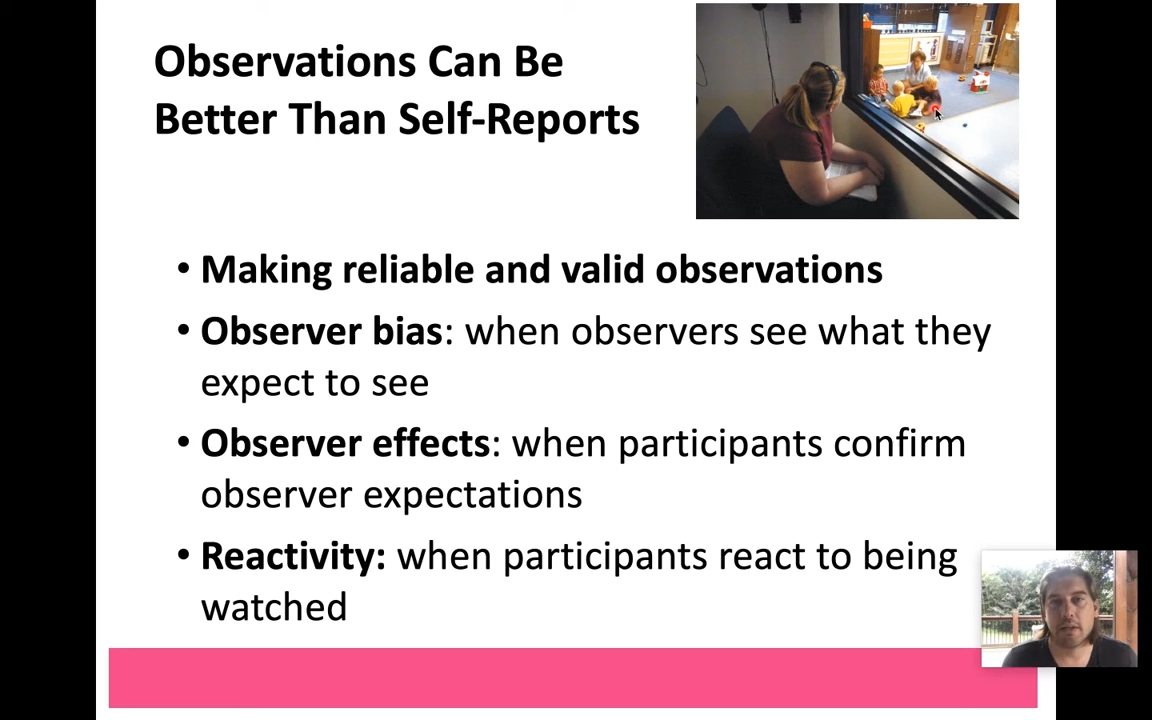 Observations Can Be
Better Than Self-Reports
• Making reliable and valid observations
• Observer bias: when observers see what they
expect to see
• Observer effects: when participants confirm
observer expectations
• Reactivity: when participants react to being
watched